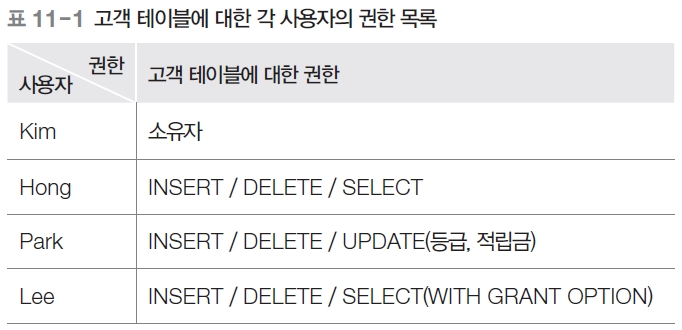 표 11-1 고객 테이블에 대한 각 사용자의 권한 목록
권한
사용자
고객 테이블에 대한 권한
Kim 소유자
Hong INSERT / DELETE / SELECT
Park INSERT / DELETE / UPDATE(등급, 적립금)
Lee INSERT / DELETE / SELECT(WITH GRANT OPTION)